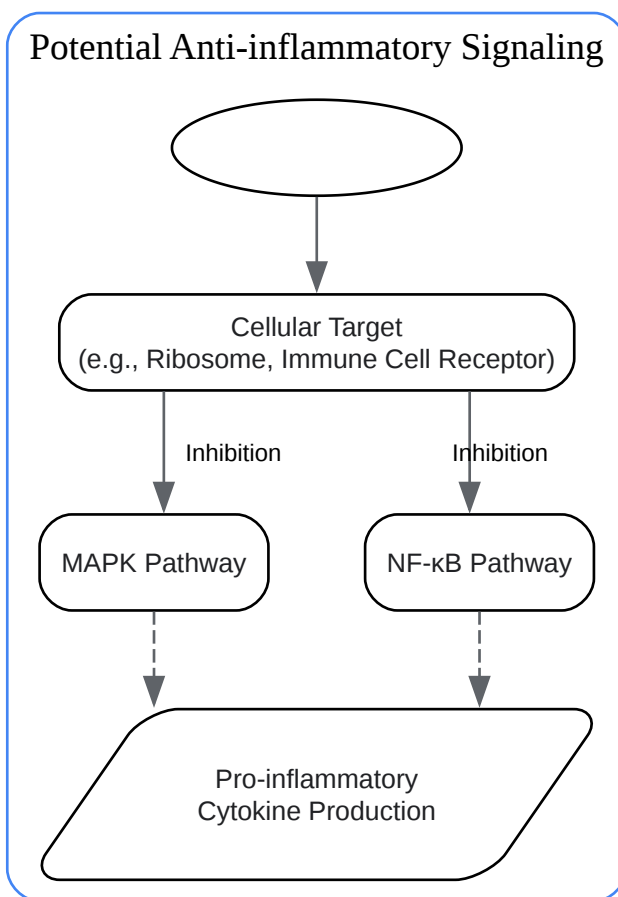 Potential Anti-inflammatory Signaling
Cellular Target
(e.g., Ribosome, Immune Cell Receptor)
Inhibition
Inhibition
MAPK Pathway
NF-κB Pathway
Pro-inflammatory
Cytokine Production